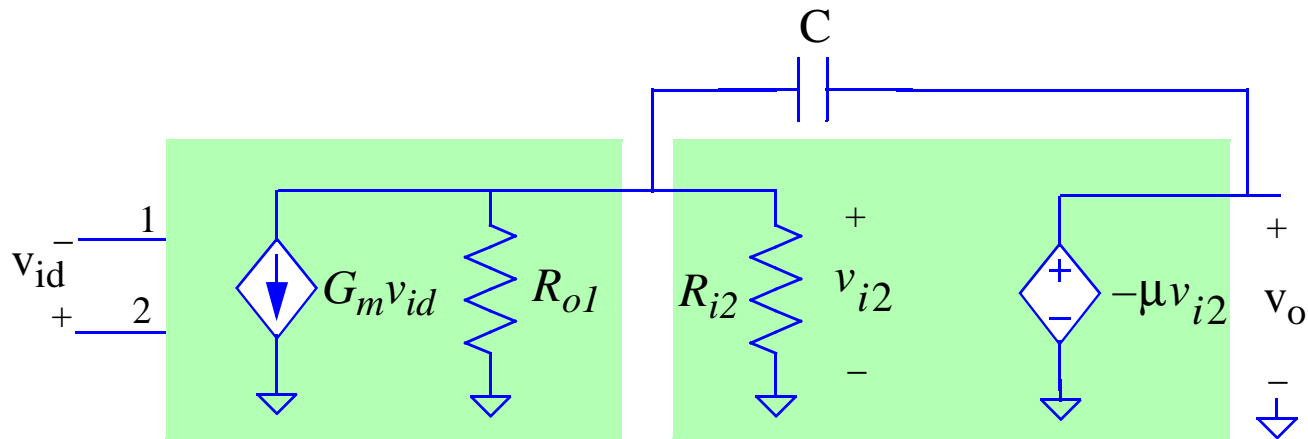 C
1
−
v_id
+
2
G_m v_id
R_o1
R_i2
+
v_i2
−
+
−
−μv_i2
+
v_o
−